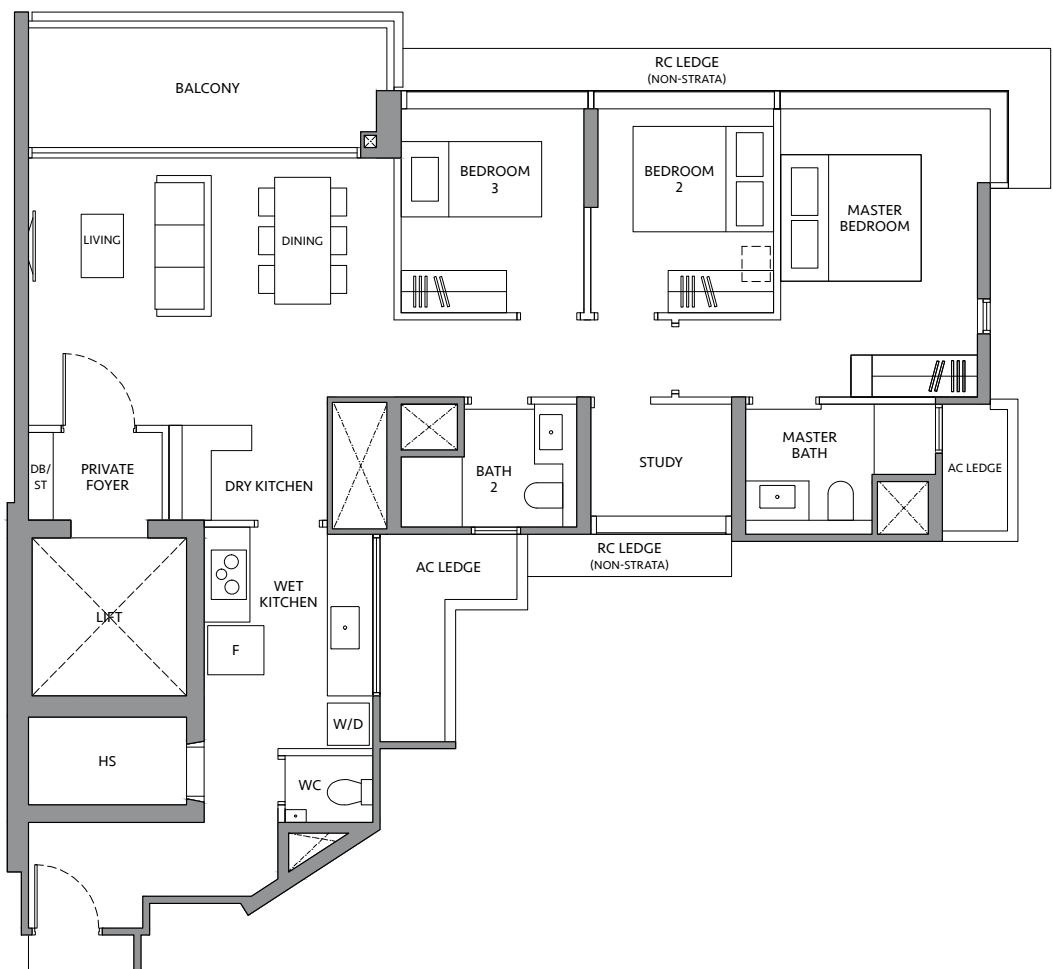 RC LEDGE
(NON-STRATA)
BALCONY
BEDROOM
3
BEDROOM
2
MASTER
BEDROOM
LIVING
DINING
DB/
ST
PRIVATE
FOYER
DRY KITCHEN
BATH
2
STUDY
MASTER
BATH
AC LEDGE
AC LEDGE
RC LEDGE
(NON-STRATA)
WET
KITCHEN
LIFT
F
W/D
HS
WC